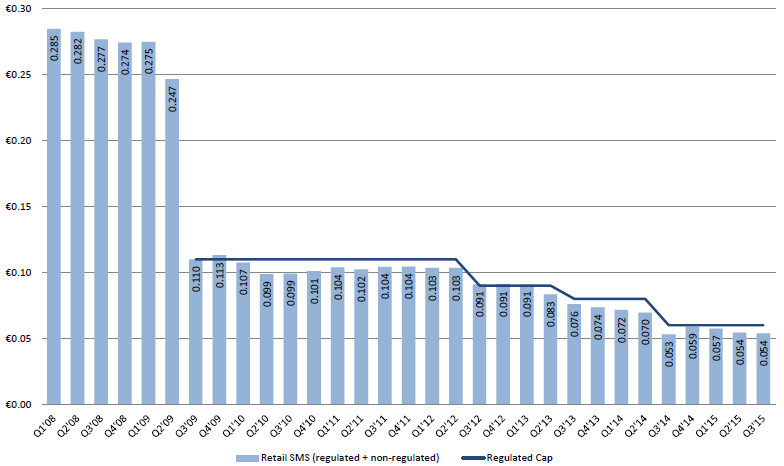 €0.30
€0.25
€0.20
€0.15
€0.10
€0.05
€0.00
0.285
0.282
0.277
0.274
0.275
0.247
0.110
0.113
0.107
0.099
0.099
0.101
0.104
0.102
0.104
0.104
0.103
0.103
0.091
0.091
0.091
0.083
0.076
0.074
0.072
0.070
0.053
0.059
0.057
0.054
0.054
Q1'08
Q2'08
Q3'08
Q4'08
Q1'09
Q2'09
Q3'09
Q4'09
Q1'10
Q2'10
Q3'10
Q4'10
Q1'11
Q2'11
Q3'11
Q4'11
Q1'12
Q2'12
Q3'12
Q4'12
Q1'13
Q2'13
Q3'13
Q4'13
Q1'14
Q2'14
Q3'14
Q4'14
Q1'15
Q2'15
Q3'15
Retail SMS (regulated + non-regulated)
Regulated Cap